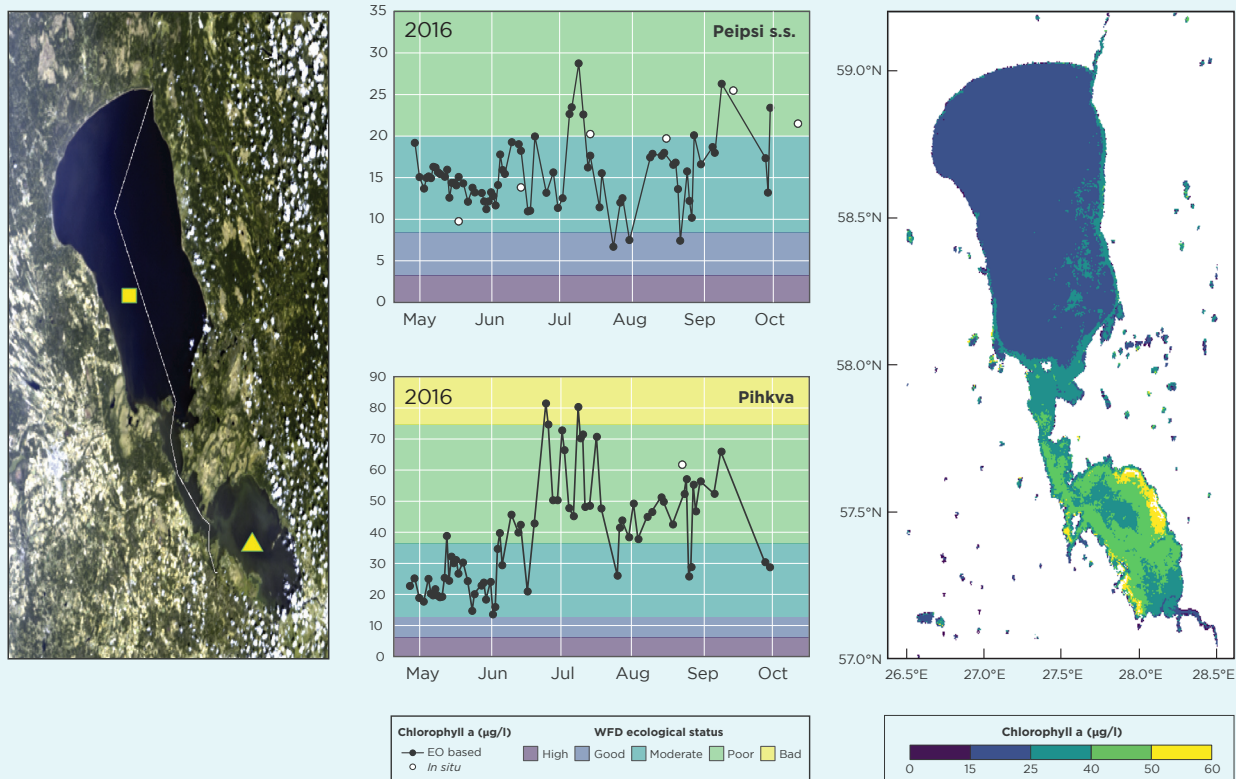 2016 Peipsi s.s.
35
30
25
20
15
10
5
0
May Jun Jul Aug Sep Oct
2016 Pihkva
90
80
70
60
50
40
30
20
10
0
May Jun Jul Aug Sep Oct
Chlorophyll a (µg/l)
EO based
In situ
WFD ecological status
High Good Moderate Poor Bad
59.0°N
58.5°N
58.0°N
57.5°N
57.0°N
26.5°E 27.0°E 27.5°E 28.0°E 28.5°E
Chlorophyll a (µg/l)
0 15 25 40 50 60